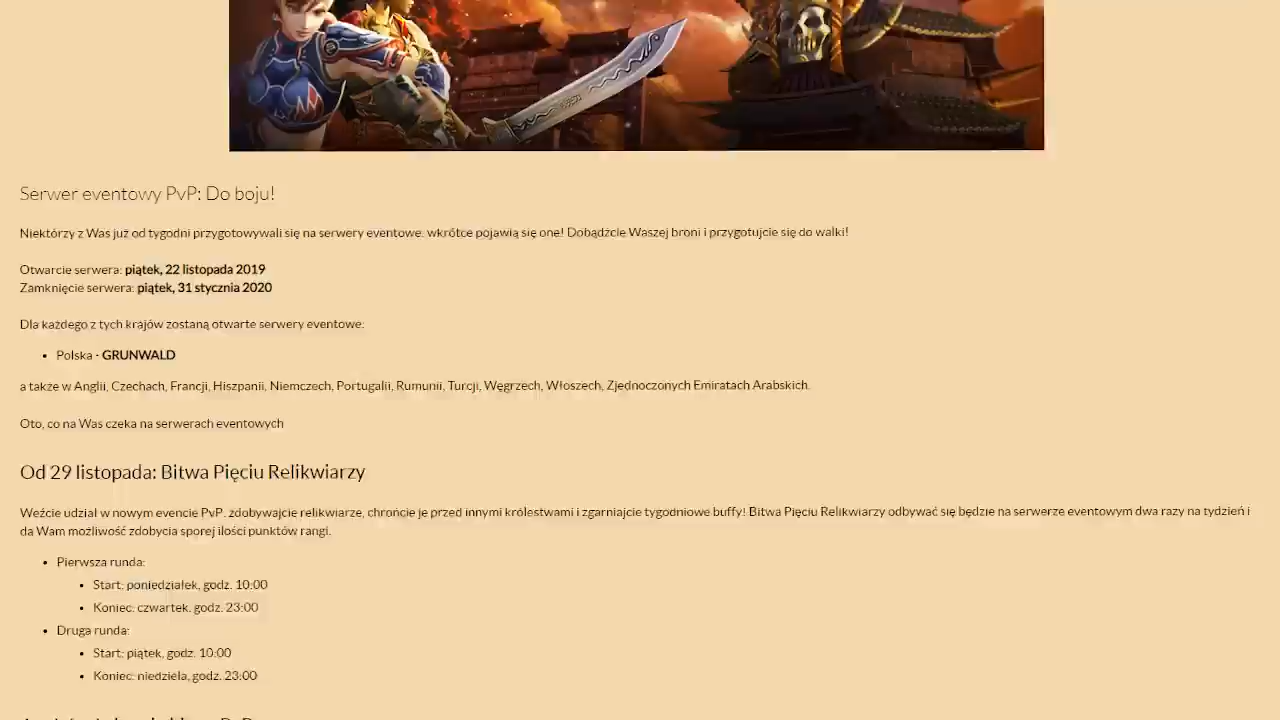 Serwer eventowy PvP: Do boju!
Niektórzy z Was już od tygodni przygotowywali się na serwery eventowe: wkrótce pojawią się one! Dobądźcie Waszej broni i przygotujcie się do walki!
Otwarcie serwera: piątek, 22 listopada 2019
Zamknięcie serwera: piątek, 31 stycznia 2020
Dla każdego z tych krajów zostaną otwarte serwery eventowe:
• Polska - GRUNWALD
a także w Anglii, Czechach, Francji, Hiszpanii, Niemczech, Portugalii, Rumunii, Turcji, Węgrzech, Włoszech, Zjednoczonych Emiratach Arabskich.
Oto, co na Was czeka na serwerach eventowych
Od 29 listopada: Bitwa Pięciu Relikwiarzy
Weźcie udział w nowym evencie PvP, zdobywajcie relikwiarze, chrońcie je przed innymi królestwami i zgarniajcie tygodniowe buffy! Bitwa Pięciu Relikwiarzy odbywać się będzie na serwerze eventowym dwa razy na tydzień i
da Wam możliwość zdobycia sporej ilości punktów rangi.
• Pierwsza runda:
• Start: poniedziałek, godz. 10:00
• Koniec: czwartek, godz. 23:00
• Druga runda:
• Start: piątek, godz. 10:00
• Koniec: niedziela, godz. 23:00